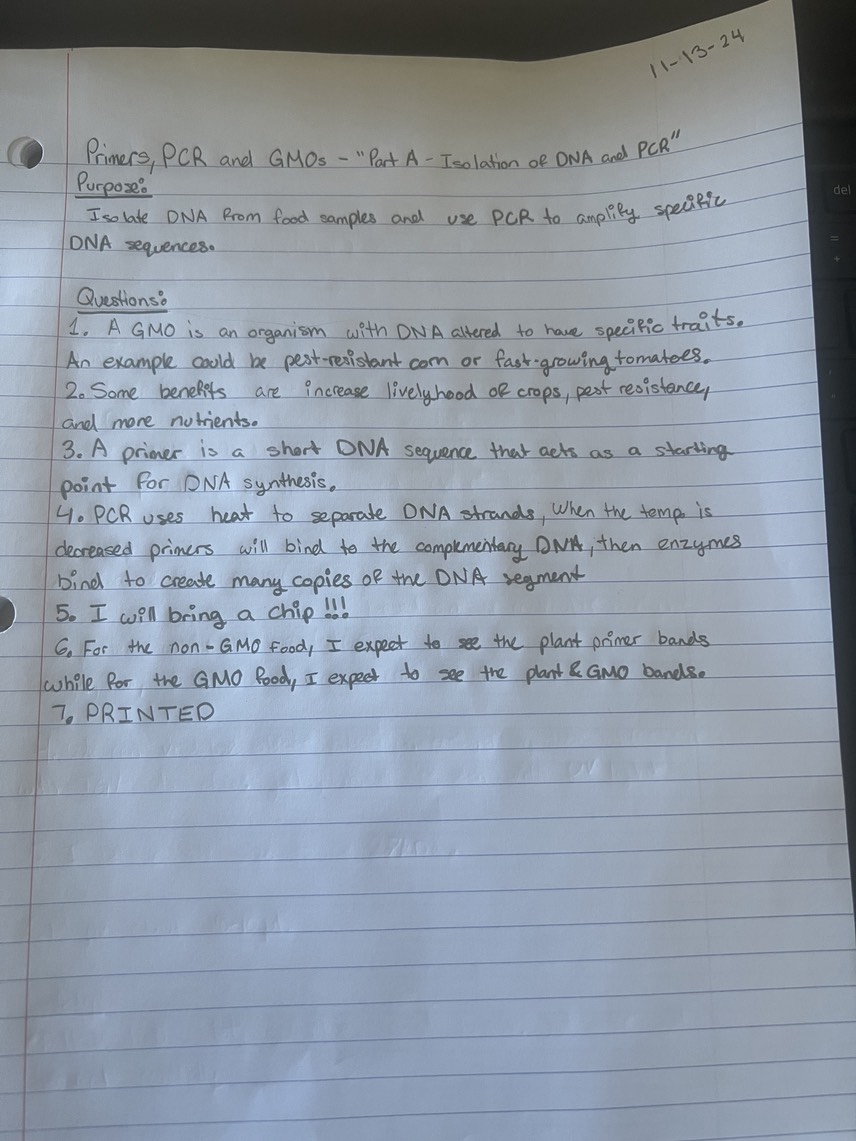 11-13-24
Primers, PCR and GMOs - "Part A - Isolation of DNA and PCR"
Purpose:
Isolate DNA from food samples and use PCR to amplify specific
DNA sequences.
Questions:
1. A GMO is an organism with DNA altered to have specific traits.
An example could be pest-resistant corn or fast-growing tomatoes.
2. Some benefits are increase livelyhood of crops, pest resistance,
and more nutrients.
3. A primer is a short DNA sequence that acts as a starting
point for DNA synthesis.
4. PCR uses heat to separate DNA strands, when the temp is
decreased primers will bind to the complementary DNA, then enzymes
bind to create many copies of the DNA segment
5. I will bring a chip!!!
6. For the non-GMO food, I expect to see the plant primer bands
while for the GMO food, I expect to see the plant & GMO bands.
7. PRINTED
del
=
+